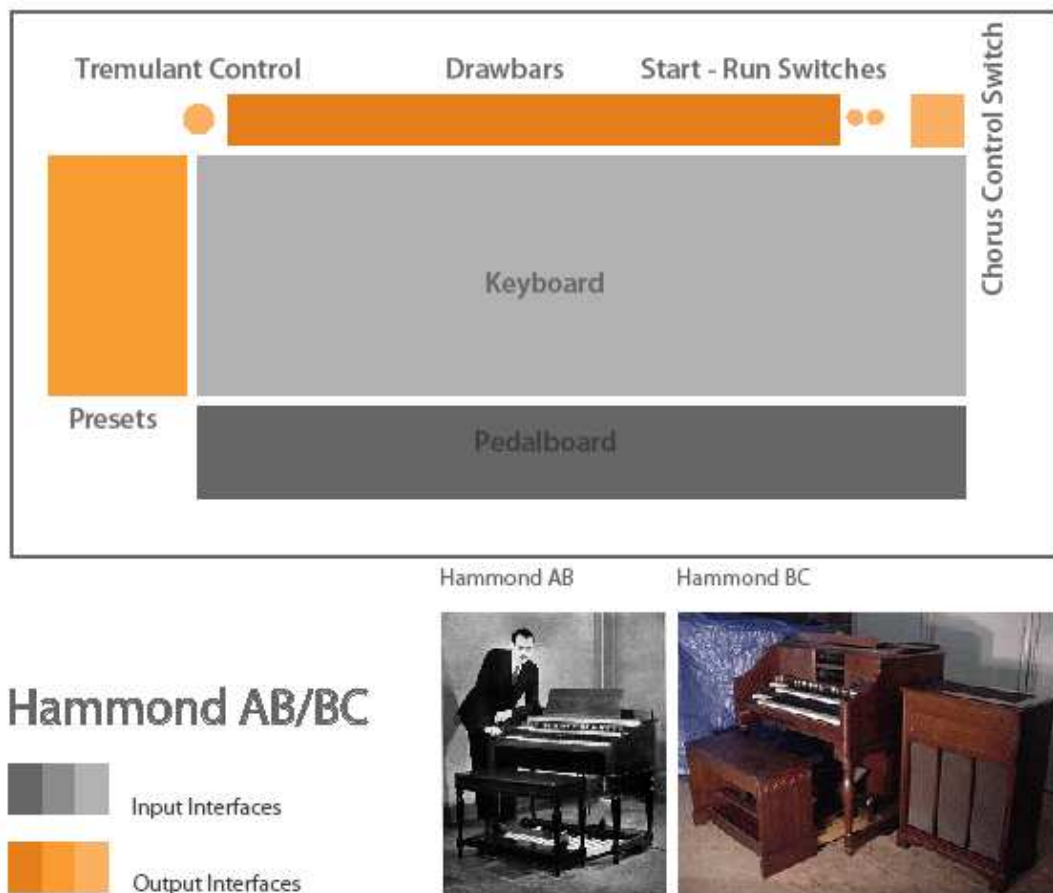 Tremulant Control
Drawbars
Start - Run Switches
Chorus Control Switch
Keyboard
Presets
Pedalboard
Hammond AB
Hammond BC
Hammond AB/BC
Input Interfaces
Output Interfaces